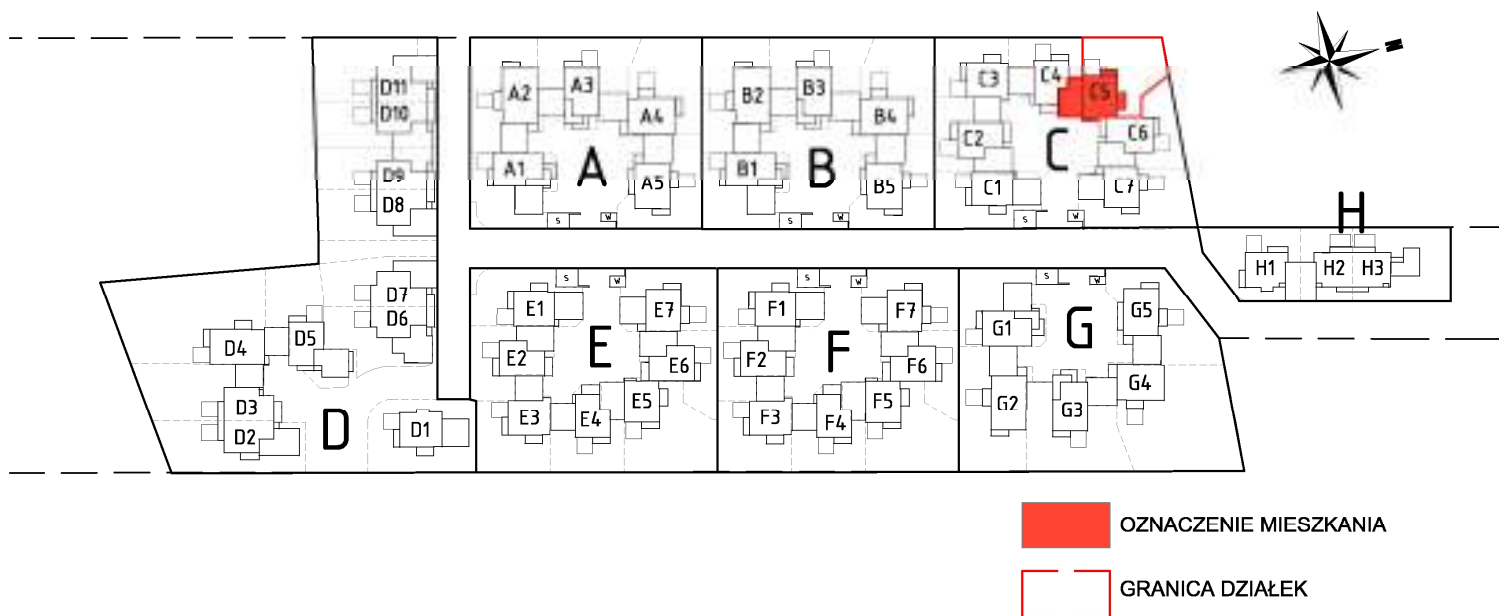 N
D11
D10
D9
D8
D7
D6
D5
D4
D3
D2
D1
D
A1
A2
A3
A4
A5
A
S
W
B1
B2
B3
B4
B5
B
S
W
C1
C2
C3
C4
C5
C6
C7
C
S
W
H
H1
H2
H3
S
W
E1
E2
E3
E4
E5
E6
E7
E
S
W
F1
F2
F3
F4
F5
F6
F7
F
S
W
G1
G2
G3
G4
G5
G
OZNACZENIE MIESZKANIA
GRANICA DZIAŁEK